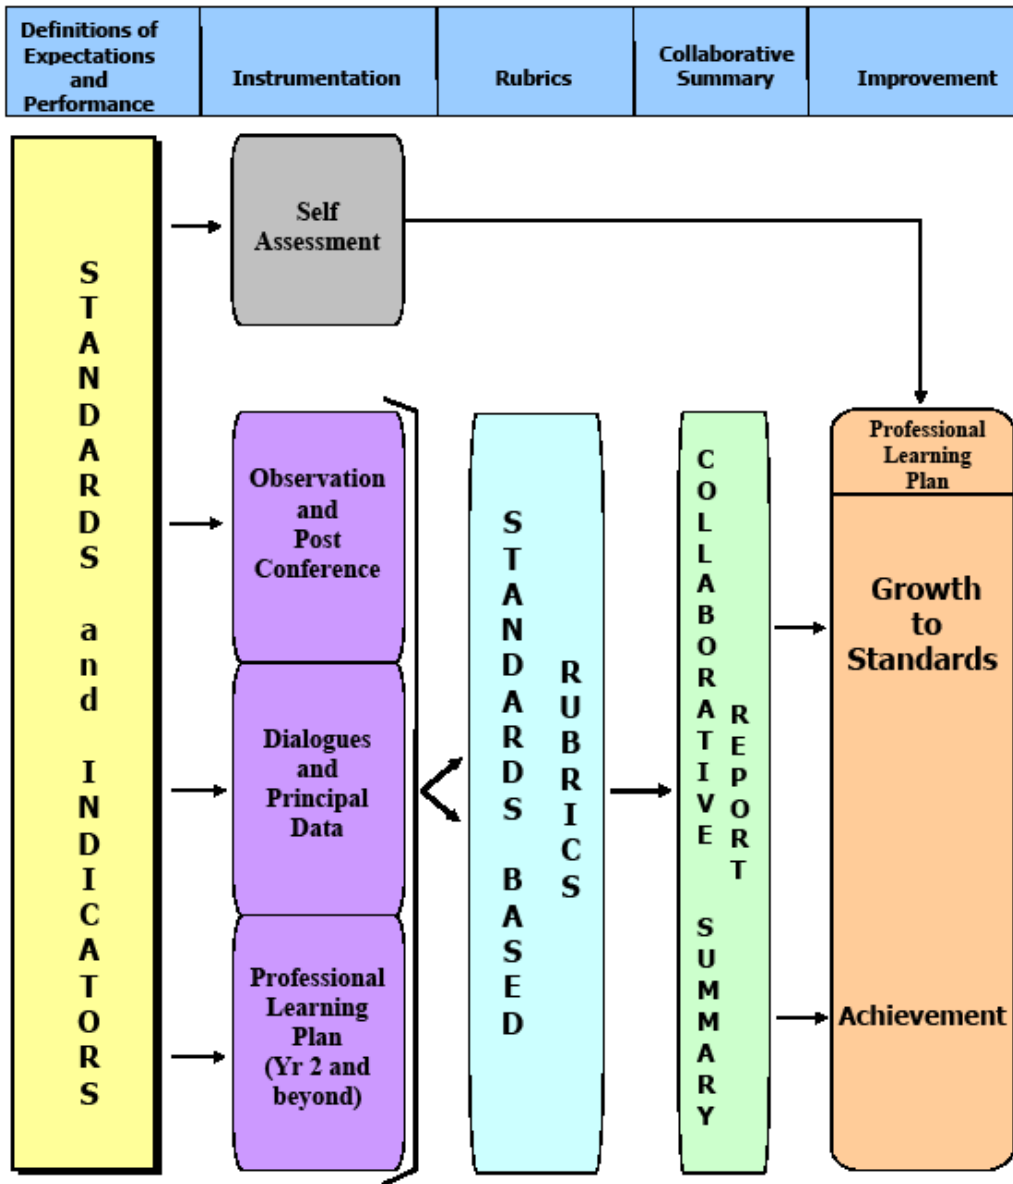 Definitions of
Expectations
and
Performance
Instrumentation
Rubrics
Collaborative
Summary
Improvement
STANDARDS and INDICATORS
Self
Assessment
Observation
and
Post
Conference
Dialogues
and
Principal
Data
Professional
Learning
Plan
(Yr 2 and
beyond)
STANDARDS BASED
RUBRICS
COLLABORATIVE SUMMARY
REPORT
Professional
Learning
Plan
Growth
to
Standards
Achievement